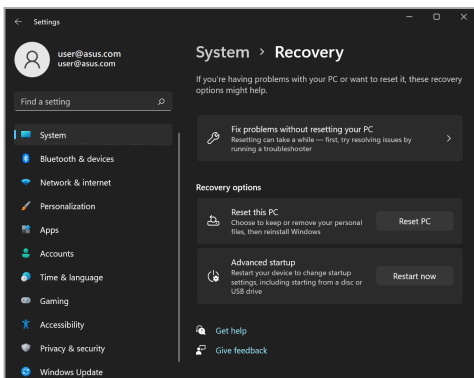 Settings
user@asus.com
user@asus.com
Find a setting
System
Bluetooth & devices
Network & internet
Personalization
Apps
Accounts
Time & language
Gaming
Accessibility
Privacy & security
Windows Update
System > Recovery
If you're having problems with your PC or want to reset it, these recovery
options might help.
Fix problems without resetting your PC
Resetting can take a while — first, try resolving issues by
running a troubleshooter
Recovery options
Reset this PC
Choose to keep or remove your personal
files, then reinstall Windows
Reset PC
Advanced startup
Restart your device to change startup
settings, including starting from a disc or
USB drive
Restart now
Get help
Give feedback